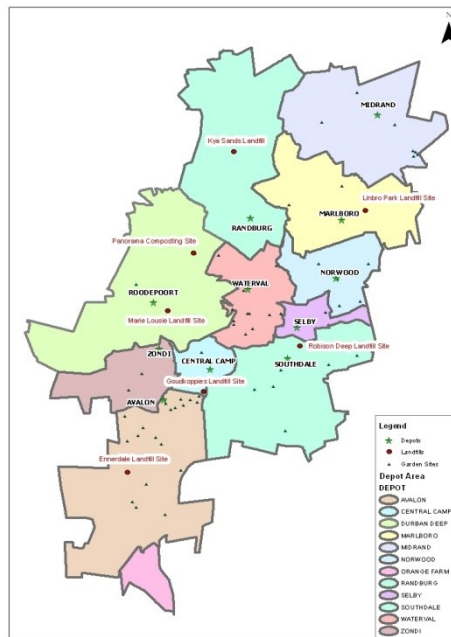 N
MIDRAND
Kya Sands Landfill
Linbro Park Landfill Site
MARLBORO
RANDBURG
Panorama Composting Site
NORWOOD
WATERVAL
ROODEPOORT
Marie Lousie Landfill Site
SELBY
Robison Deep Landfill Site
ZONDI
CENTRAL CAMP
SOUTHDALE
Goudkoppies Landfill Site
AVALON
Ennerdale Landfill Site
Legend
Depots
Landfills
Garden Sites
Depot Area
DEPOT
AVALON
CENTRAL CAMP
DURBAN DEEP
MARLBORO
MIDRAND
NORWOOD
ORANGE FARM
RANDBURG
SELBY
SOUTHDALE
WATERVAL
ZONDI